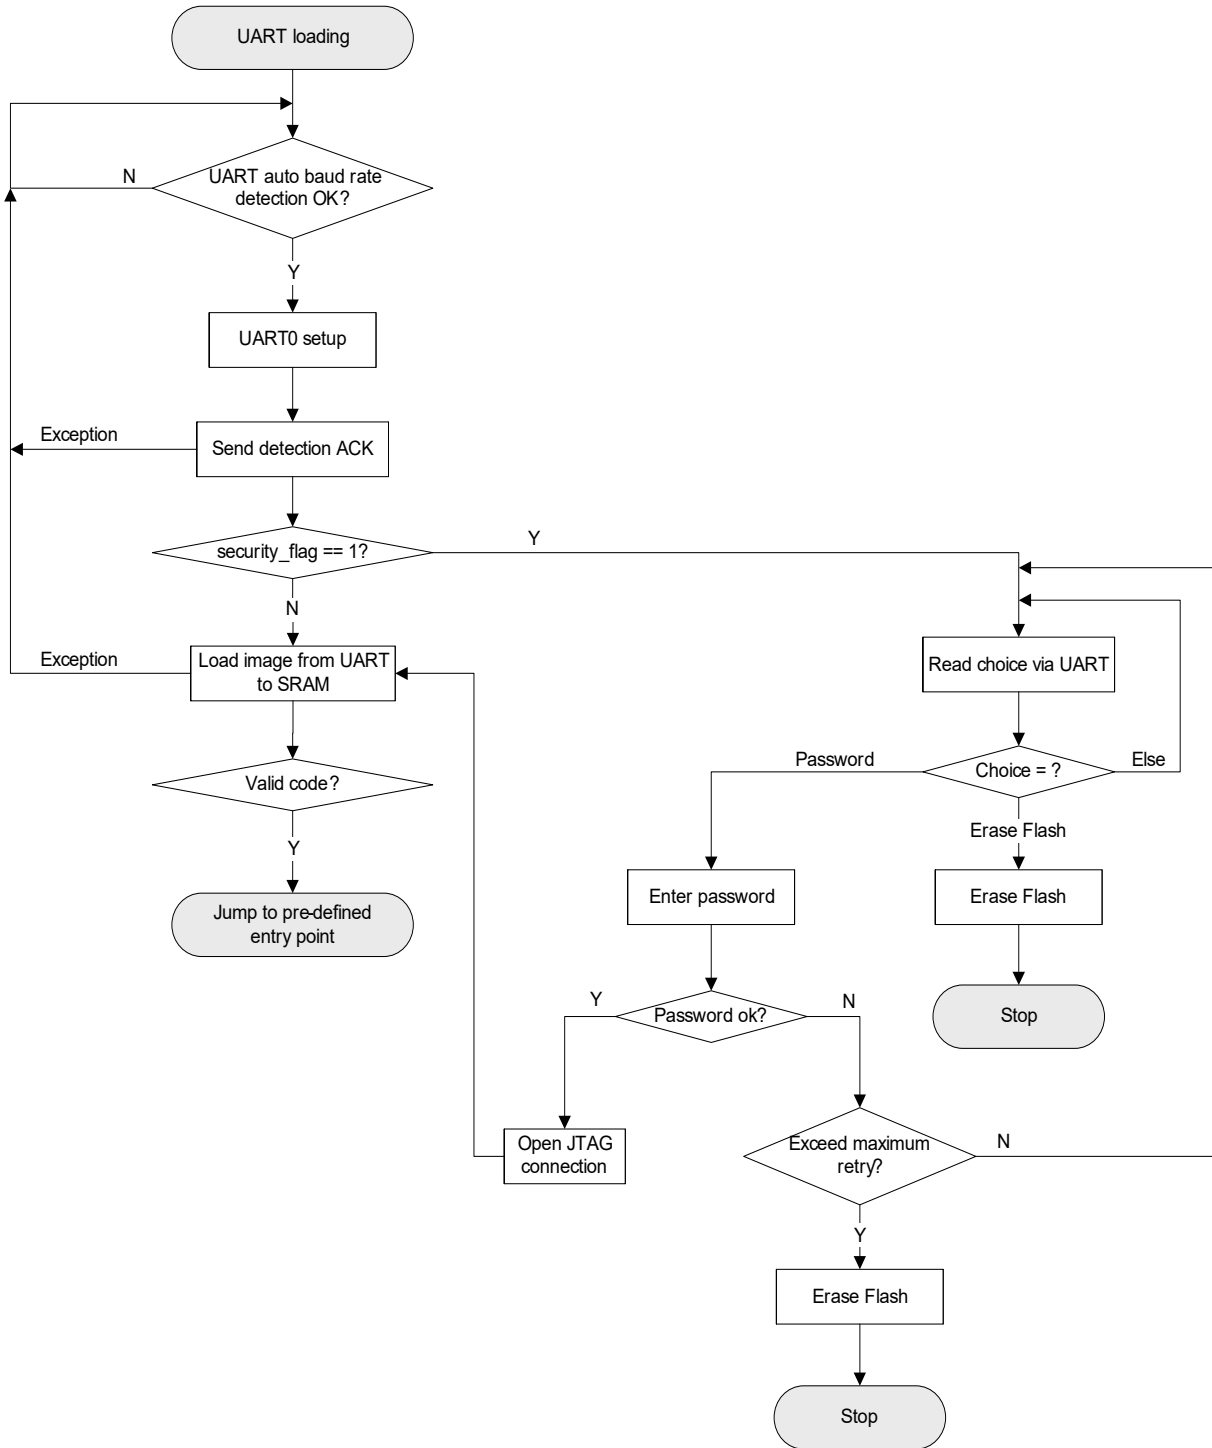 UART loading
N
UART auto baud rate
detection OK?
Y
UART0 setup
Exception
Send detection ACK
security_flag == 1?
Y
N
Exception
Load image from UART
to SRAM
Read choice via UART
Valid code?
Password
Choice = ?
Else
Erase Flash
Y
Enter password
Erase Flash
Jump to pre-defined
entry point
Y
Password ok?
N
Stop
Open JTAG
connection
Exceed maximum
retry?
N
Y
Erase Flash
Stop